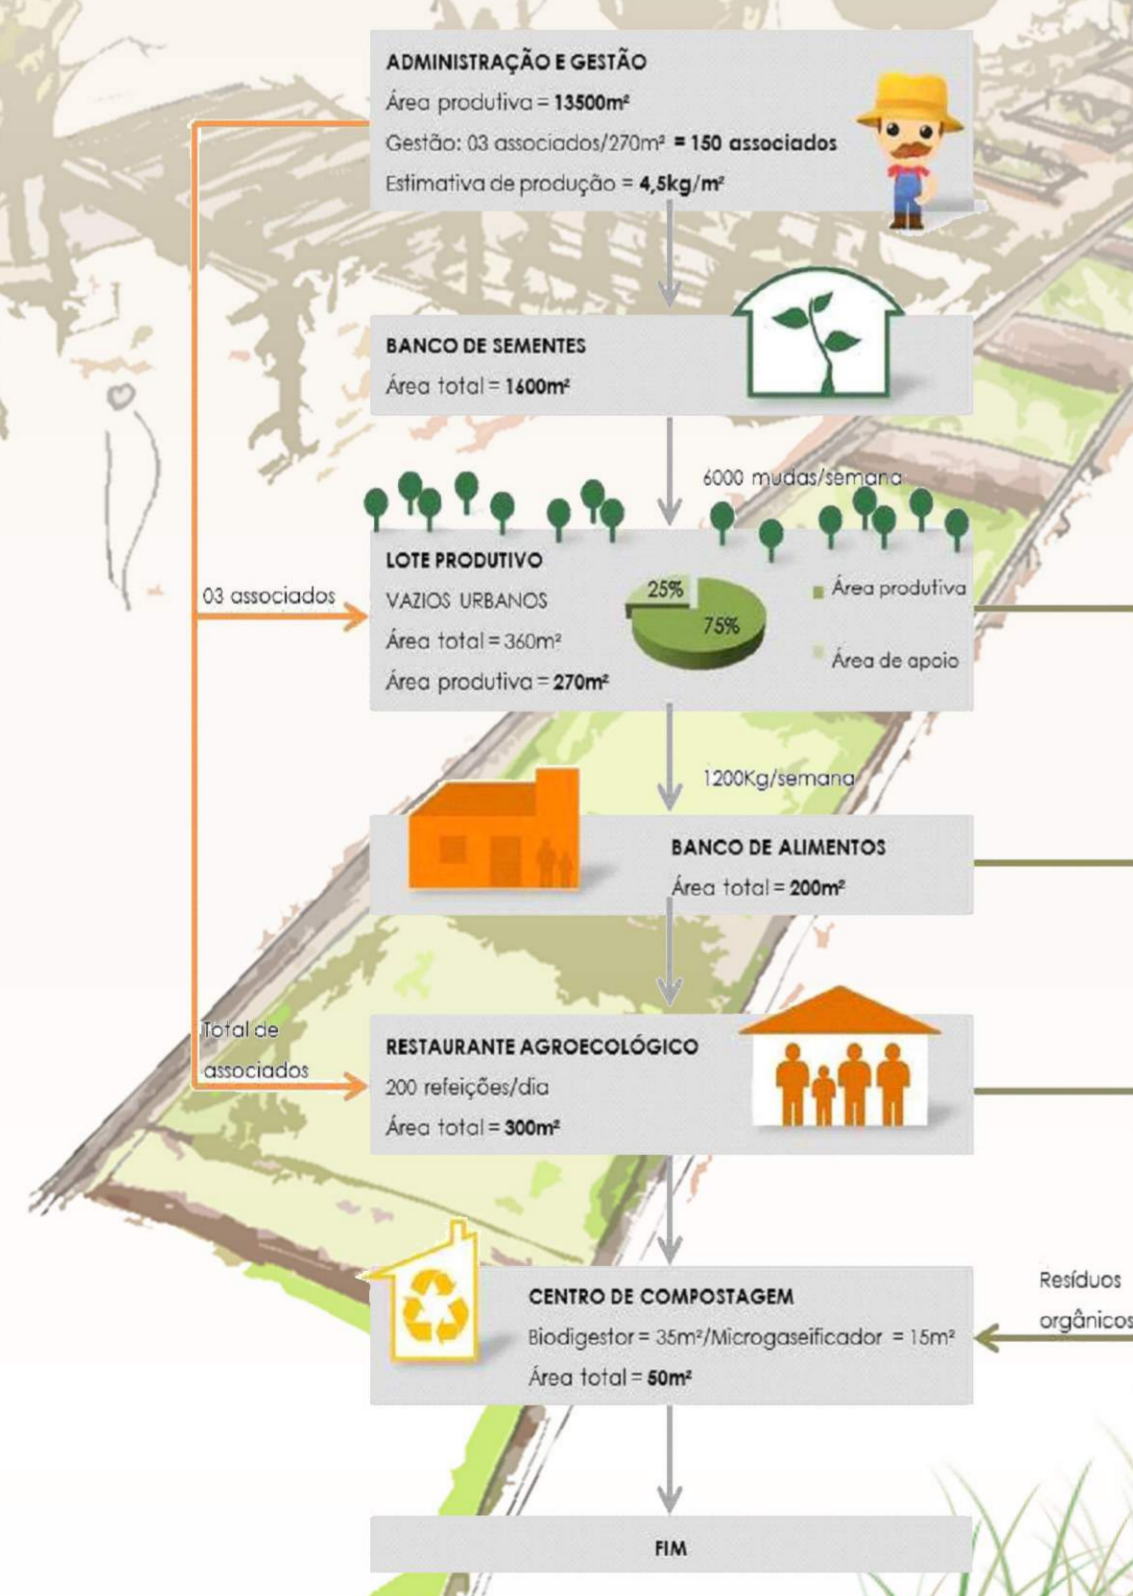 ADMINISTRAÇÃO E GESTÃO
Área produtiva = 13500m²
Gestão: 03 associados/270m² = 150 associados
Estimativa de produção = 4,5kg/m²
BANCO DE SEMENTES
Área total = 1600m²
6000 mudas/semana
LOTE PRODUTIVO
VAZIOS URBANOS
Área total = 360m²
Área produtiva = 270m²
25%
75%
Área produtiva
Área de apoio
03 associados
1200Kg/semana
BANCO DE ALIMENTOS
Área total = 200m²
Total de
associados
RESTAURANTE AGROECOLÓGICO
200 refeições/dia
Área total = 300m²
CENTRO DE COMPOSTAGEM
Biodigestor = 35m²/Microgaseificador = 15m²
Área total = 50m²
Resíduos
orgânicos
FIM